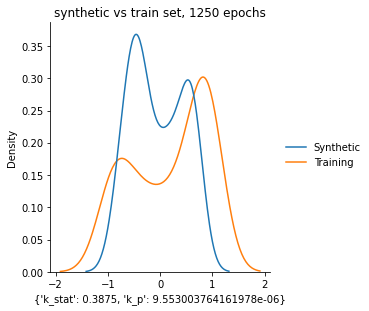 synthetic vs train set, 1250 epochs
Density
0.35
0.30
0.25
0.20
0.15
0.10
0.05
0.00
−2
−1
0
1
2
{'k_stat': 0.3875, 'k_p': 9.553003764161978e-06}
Synthetic
Training